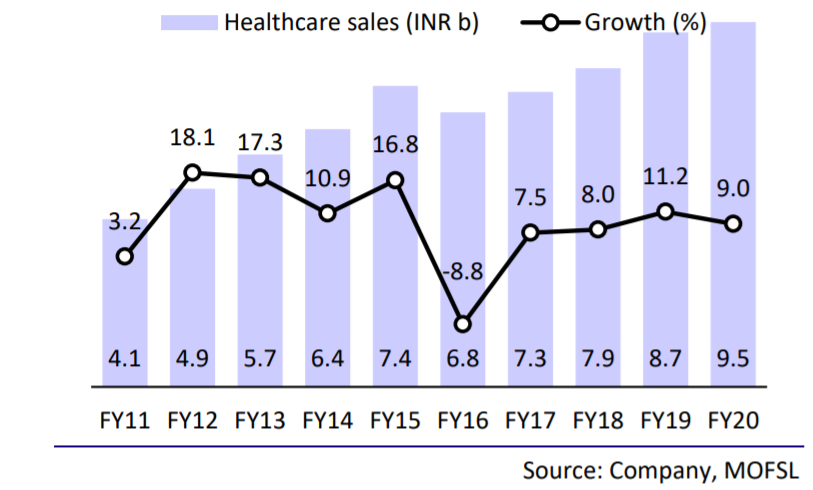 Healthcare sales (INR b) Growth (%)
18.1 17.3 16.8
10.9 11.2
3.2 7.5 8.0 9.0
-8.8
4.1 4.9 5.7 6.4 7.4 6.8 7.3 7.9 8.7 9.5
FY11 FY12 FY13 FY14 FY15 FY16 FY17 FY18 FY19 FY20
Source: Company, MOFSL